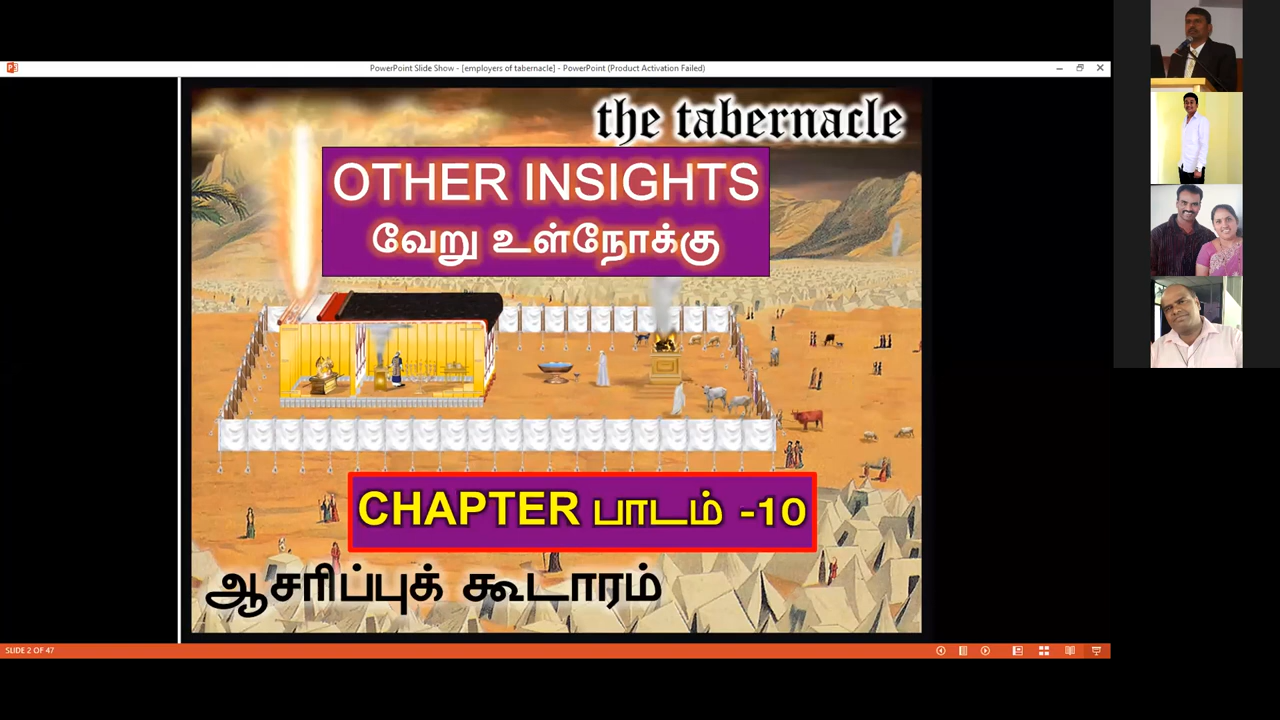 PowerPoint Slide Show - [employers of tabernacle] - PowerPoint (Product Activation Failed)
the tabernacle
OTHER INSIGHTS
வேறு உள்நோக்கு
CHAPTER பாடம் -10
ஆசரிப்புக் கூடாரம்
SLIDE 2 OF 47